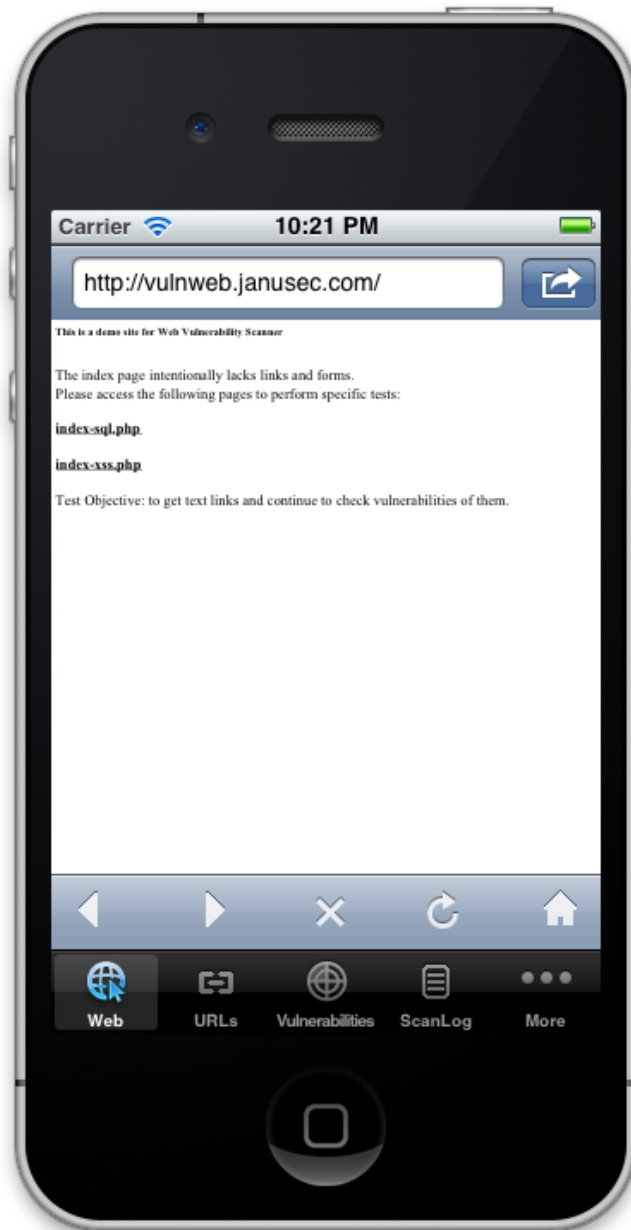 Carrier 10:21 PM
http://vulnweb.janusec.com/
This is a demo site for Web Vulnerability Scanner
The index page intentionally lacks links and forms.
Please access the following pages to perform specific tests:
index-sql.php
index-xss.php
Test Objective: to get text links and continue to check vulnerabilities of them.
Web URLs Vulnerabilities ScanLog More